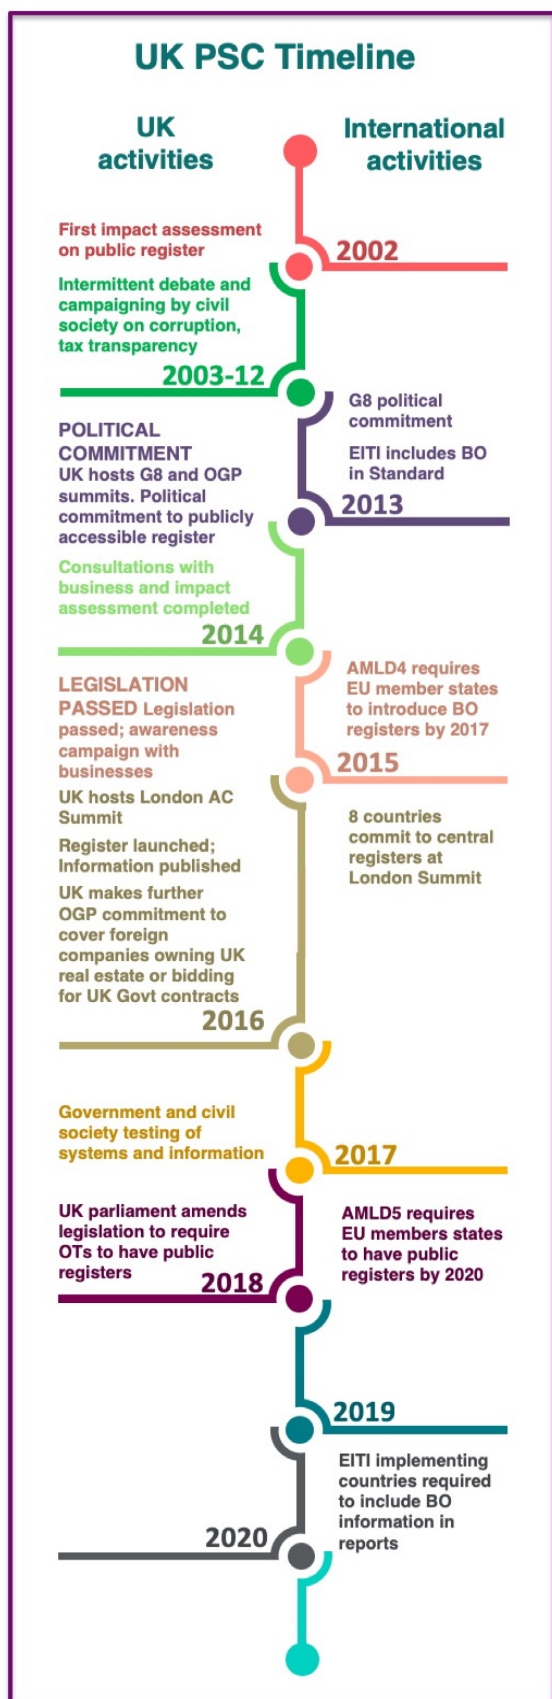 UK PSC Timeline
UK
activities
International
activities
First impact assessment
on public register
2002
Intermittent debate and
campaigning by civil
society on corruption,
tax transparency
2003-12
G8 political
commitment
EITI includes BO
in Standard
2013
POLITICAL
COMMITMENT
UK hosts G8 and OGP
summits. Political
commitment to publicly
accessible register
Consultations with
business and impact
assessment completed
2014
AMLD4 requires
EU member states
to introduce BO
registers by 2017
2015
LEGISLATION
PASSED Legislation
passed; awareness
campaign with
businesses
UK hosts London AC
Summit
Register launched;
Information published
UK makes further
OGP commitment to
cover foreign
companies owning UK
real estate or bidding
for UK Govt contracts
2016
8 countries
commit to central
registers at
London Summit
Government and civil
society testing of
systems and information
2017
UK parliament amends
legislation to require
OTs to have public
registers
2018
AMLD5 requires
EU members states
to have public
registers by 2020
2019
EITI implementing
countries required
to include BO
information in
reports
2020